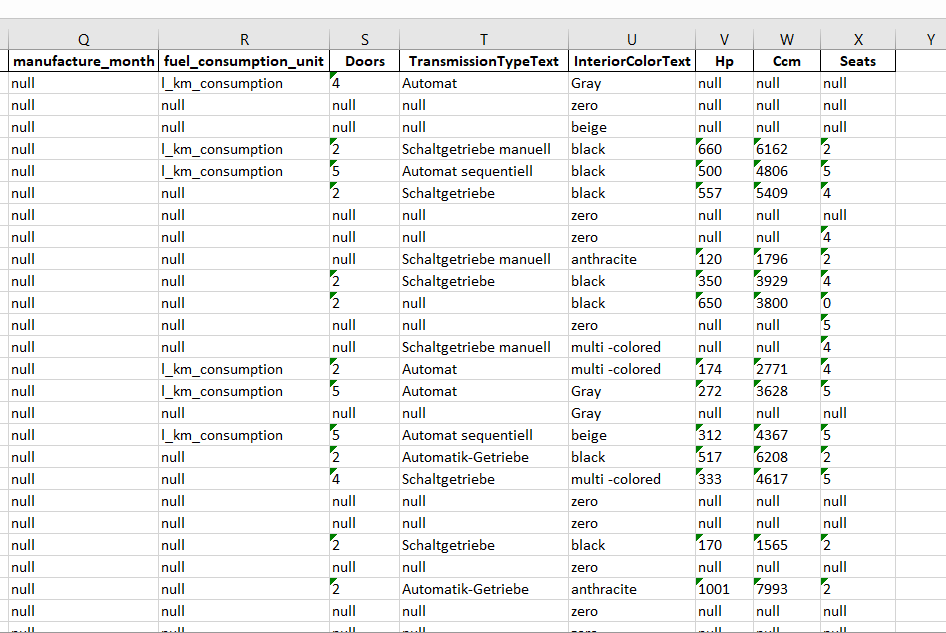 Q R S T U V W X Y
manufacture_month fuel_consumption_unit Doors TransmissionTypeText InteriorColorText Hp Ccm Seats
null l_km_consumption 4 Automat Gray null null null
null null null null zero null null null
null null null null beige null null null
null l_km_consumption 2 Schaltgetriebe manuell black 660 6162 2
null l_km_consumption 5 Automat sequentiell black 500 4806 5
null null 2 Schaltgetriebe black 557 5409 4
null null null null zero null null null
null null null null zero null null 4
null null null Schaltgetriebe manuell anthracite 120 1796 2
null null 2 Schaltgetriebe black 350 3929 4
null null 2 null black 650 3800 0
null null null null zero null null 5
null null null Schaltgetriebe manuell multi -colored null null 4
null l_km_consumption 2 Automat multi -colored 174 2771 4
null l_km_consumption 5 Automat Gray 272 3628 5
null null null null Gray null null null
null l_km_consumption 5 Automat sequentiell beige 312 4367 5
null null 2 Automatik-Getriebe black 517 6208 2
null null 4 Schaltgetriebe multi -colored 333 4617 5
null null null null zero null null null
null null null null zero null null null
null null 2 Schaltgetriebe black 170 1565 2
null null null null zero null null null
null null 2 Automatik-Getriebe anthracite 1001 7993 2
null null null null zero null null null